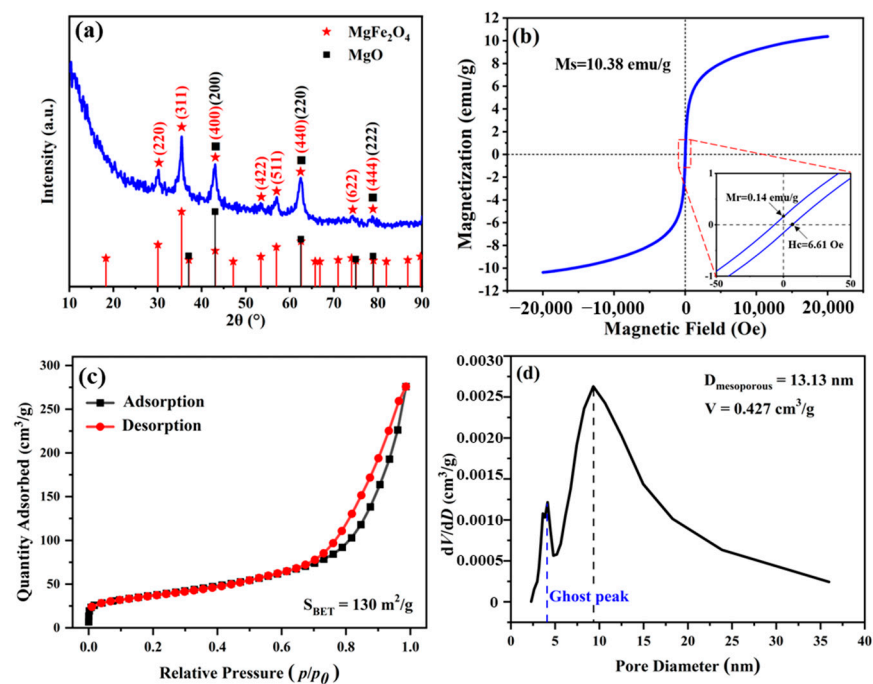 (a)
★ MgFe₂O₄
■ MgO
(220)
(311)
(400)(200)
(422)
(511)
(440)(220)
(622)
(444)(222)
Intensity (a.u.)
10 20 30 40 50 60 70 80 90
2θ (°)
(b)
Ms=10.38 emu/g
Magnetization (emu/g)
12
10
8
6
4
2
0
-2
-4
-6
-8
-10
-12
−20,000 −10,000 0 10,000 20,000
Magnetic Field (Oe)
Mr=0.14 emu/g
Hc=6.61 Oe
1
0
-1
-50 0 50
(c)
Adsorption
Desorption
S_BET = 130 m²/g
Quantity Adsorbed (cm³/g)
300
250
200
150
100
50
0
0.0 0.2 0.4 0.6 0.8 1.0
Relative Pressure ( p/p₀ )
(d)
D_mesoporous = 13.13 nm
V = 0.427 cm³/g
Ghost peak
dV/dD (cm³/g)
0.0030
0.0025
0.0020
0.0015
0.0010
0.0005
0.0000
0 5 10 15 20 25 30 35 40
Pore Diameter (nm)